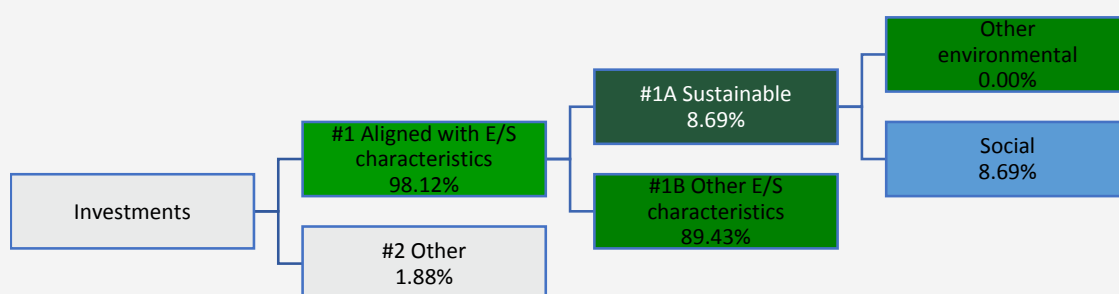 Investments
#1 Aligned with E/S
characteristics
98.12%
#2 Other
1.88%
#1A Sustainable
8.69%
#1B Other E/S
characteristics
89.43%
Other
environmental
0.00%
Social
8.69%